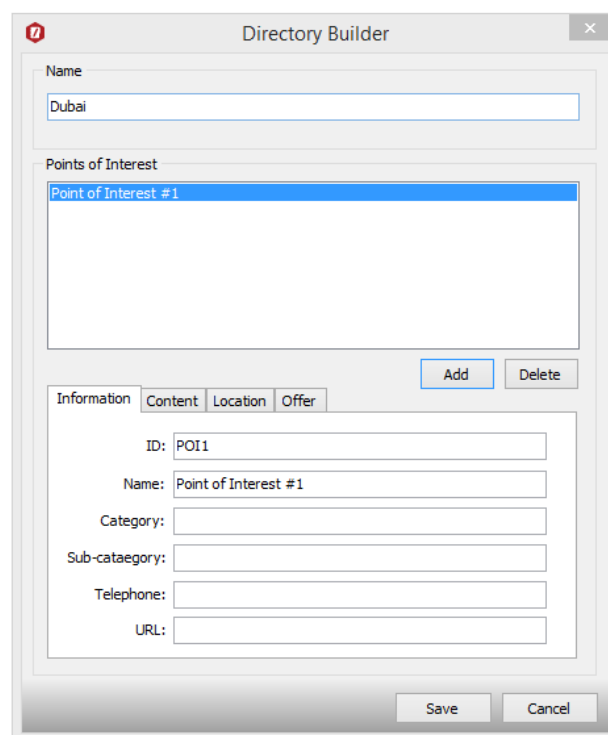 Directory Builder
Name
Dubai
Points of Interest
Point of Interest #1
Add Delete
Information Content Location Offer
ID: POI1
Name: Point of Interest #1
Category:
Sub-cataegory:
Telephone:
URL:
Save Cancel